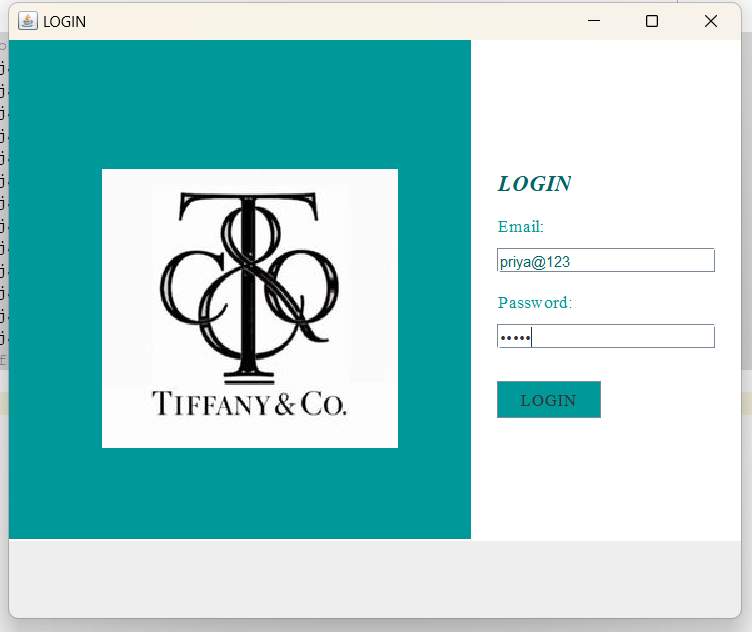 LOGIN
TIFFANY & CO.
LOGIN
Email:
priya@123
Password:
•••••
LOGIN